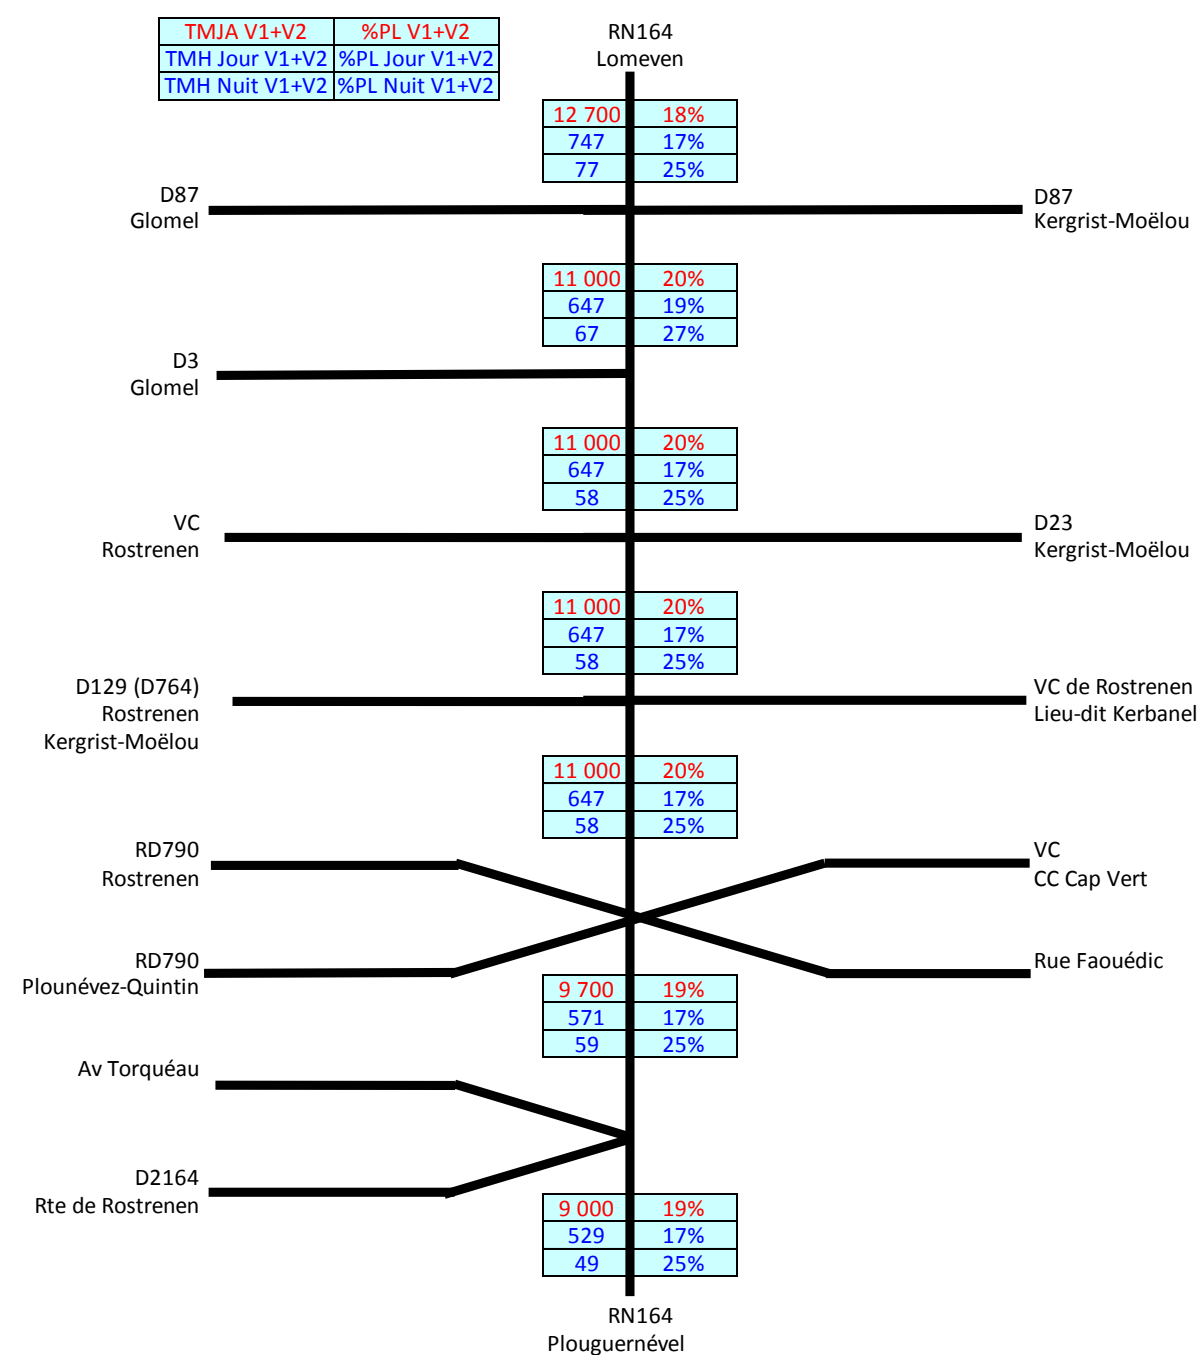 TMJA V1+V2 %PL V1+V2
TMH Jour V1+V2 %PL Jour V1+V2
TMH Nuit V1+V2 %PL Nuit V1+V2
RN164
Lomeven
12 700 18%
747 17%
77 25%
D87
Glomel
D87
Kergrist-Moëlou
11 000 20%
647 19%
67 27%
D3
Glomel
11 000 20%
647 17%
58 25%
VC
Rostrenen
D23
Kergrist-Moëlou
11 000 20%
647 17%
58 25%
D129 (D764)
Rostrenen
Kergrist-Moëlou
VC de Rostrenen
Lieu-dit Kerbanel
11 000 20%
647 17%
58 25%
RD790
Rostrenen
VC
CC Cap Vert
RD790
Plounévez-Quintin
Rue Faouédic
9 700 19%
571 17%
59 25%
Av Torquéau
D2164
Rte de Rostrenen
9 000 19%
529 17%
49 25%
RN164
Plouguernével